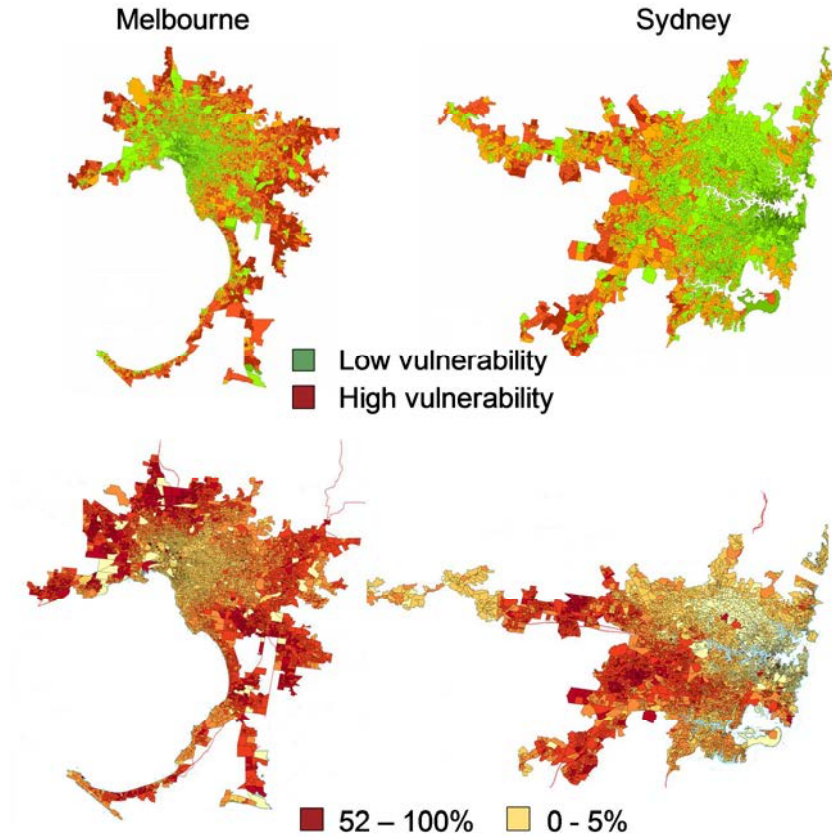 Melbourne
Sydney
Low vulnerability
High vulnerability
52 – 100%
0 - 5%